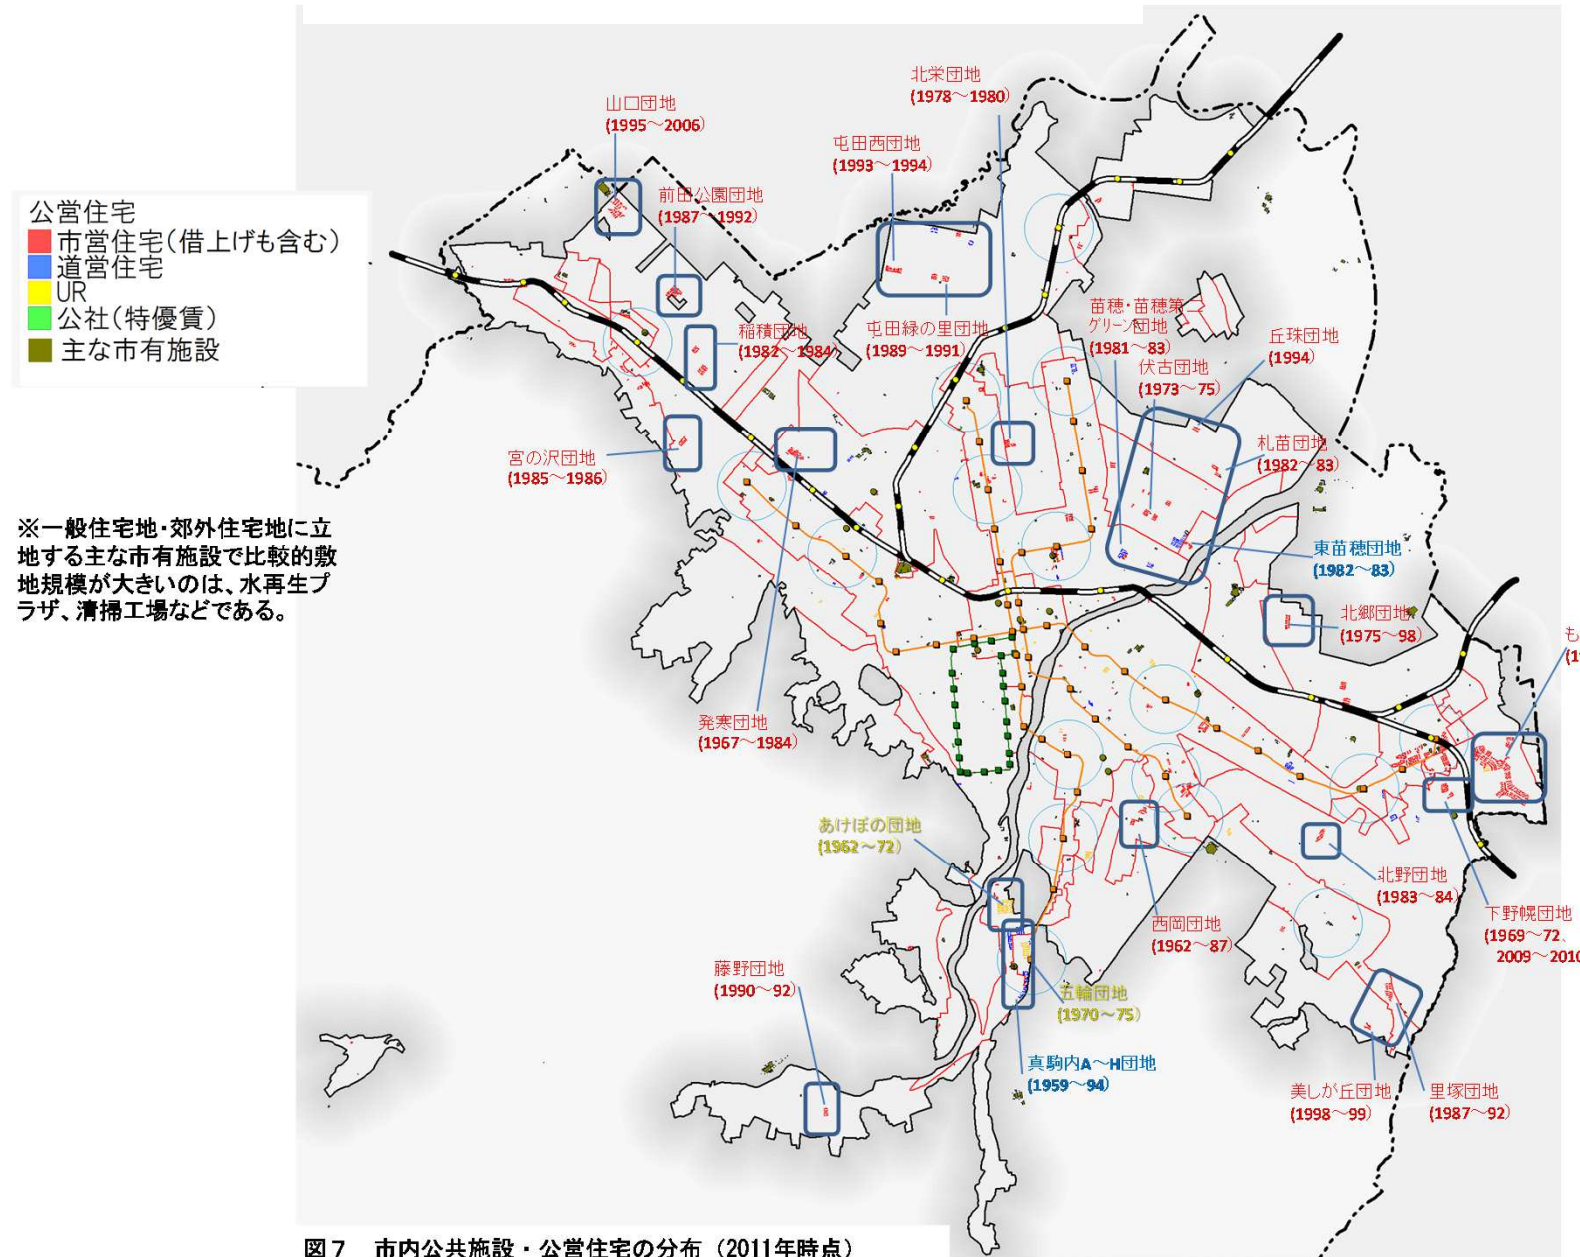 北栄団地
(1978～1980)
山口団地
(1995～2006)
屯田西団地
(1993～1994)
前田公園団地
(1987～1992)
公営住宅
市営住宅(借上げも含む)
道営住宅
UR
公社(特優賃)
主な市有施設
苗穂・苗穂第
グリーン団地
(1981～83)
屯田緑の里団地
(1989～1991)
稲積団地
(1982～1984)
丘珠団地
(1994)
伏古団地
(1973～75)
札苗団地
(1982～83)
宮の沢団地
(1985～1986)
※一般住宅地・郊外住宅地に立
地する主な市有施設で比較的敷
地規模が大きいのは、水再生プ
ラザ、清掃工場などである。
東苗穂団地
(1982～83)
北郷団地
(1975～98)
も
(19
発寒団地
(1967～1984)
あけぼの団地
(1962～72)
北野団地
(1983～84)
西岡団地
(1962～87)
下野幌団地
(1969～72、
2009～2010
藤野団地
(1990～92)
五輪団地
(1970～75)
真駒内A～H団地
(1959～94)
美しが丘団地
(1998～99)
里塚団地
(1987～92)
図７　市内公共施設・公営住宅の分布（2011年時点）